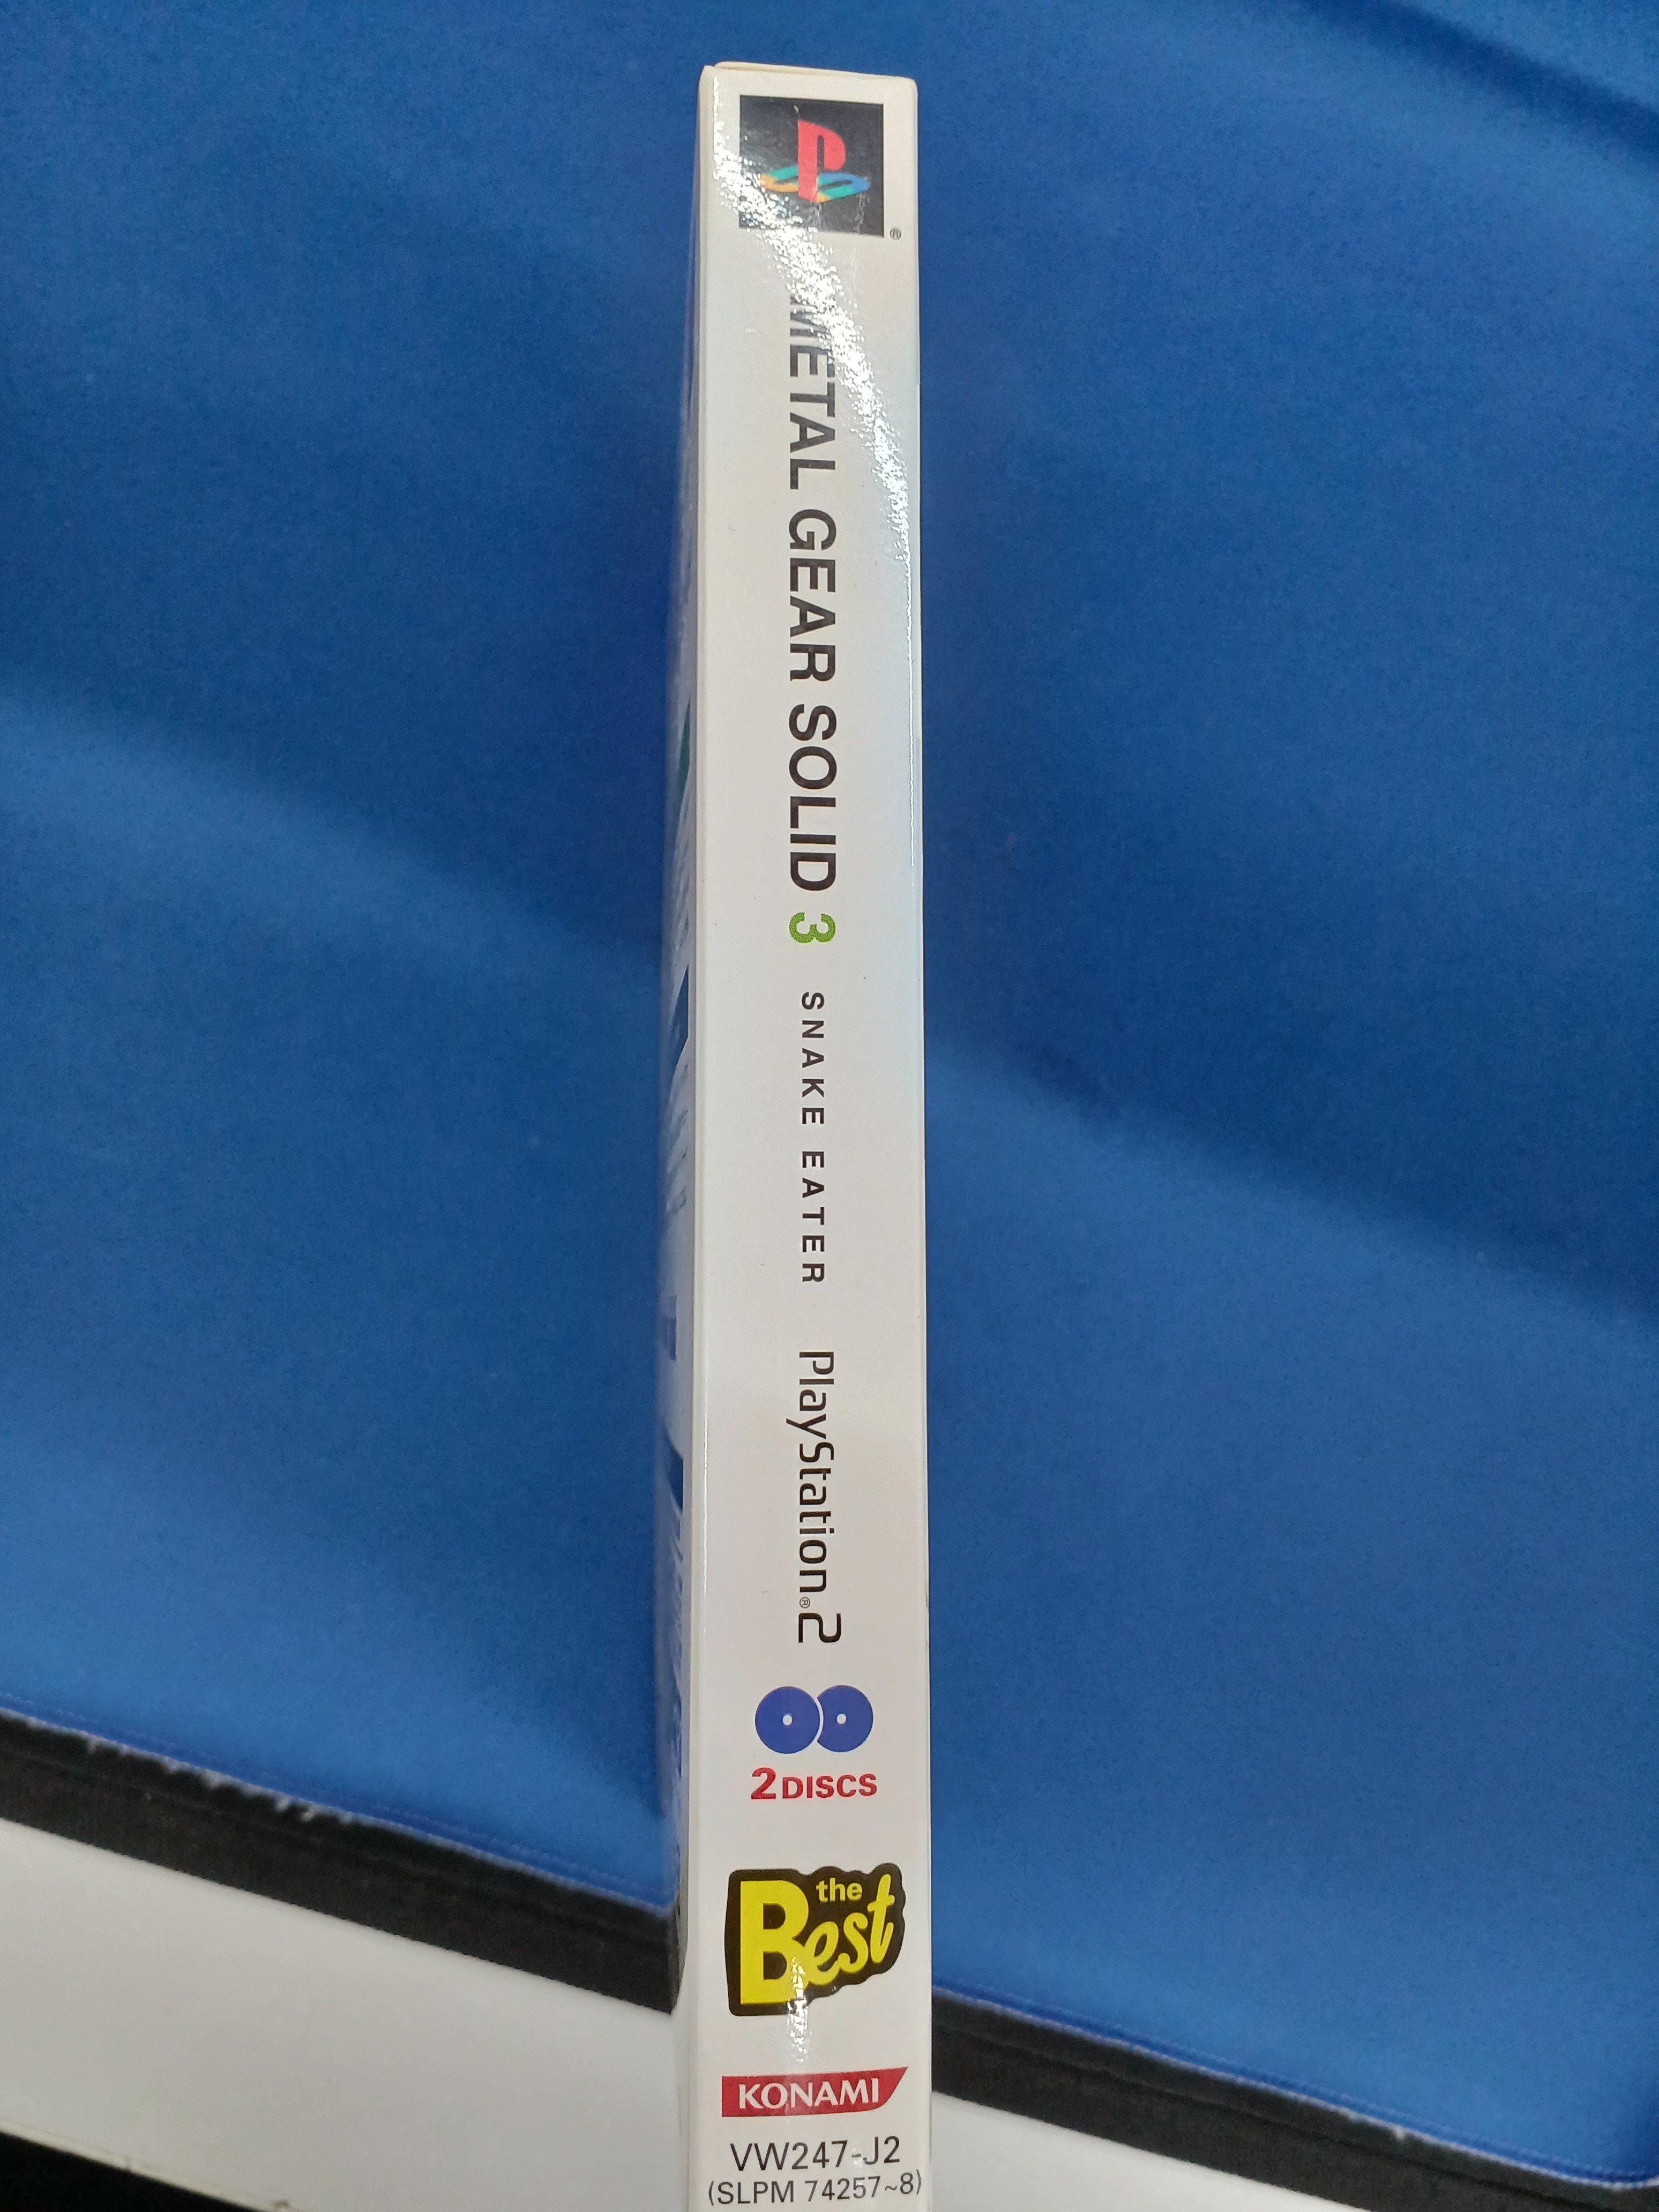 ®
METAL GEAR SOLID 3 SNAKE EATER PlayStation®2
2 DISCS
the Best
KONAMI
VW247-J2
(SLPM 74257~8)